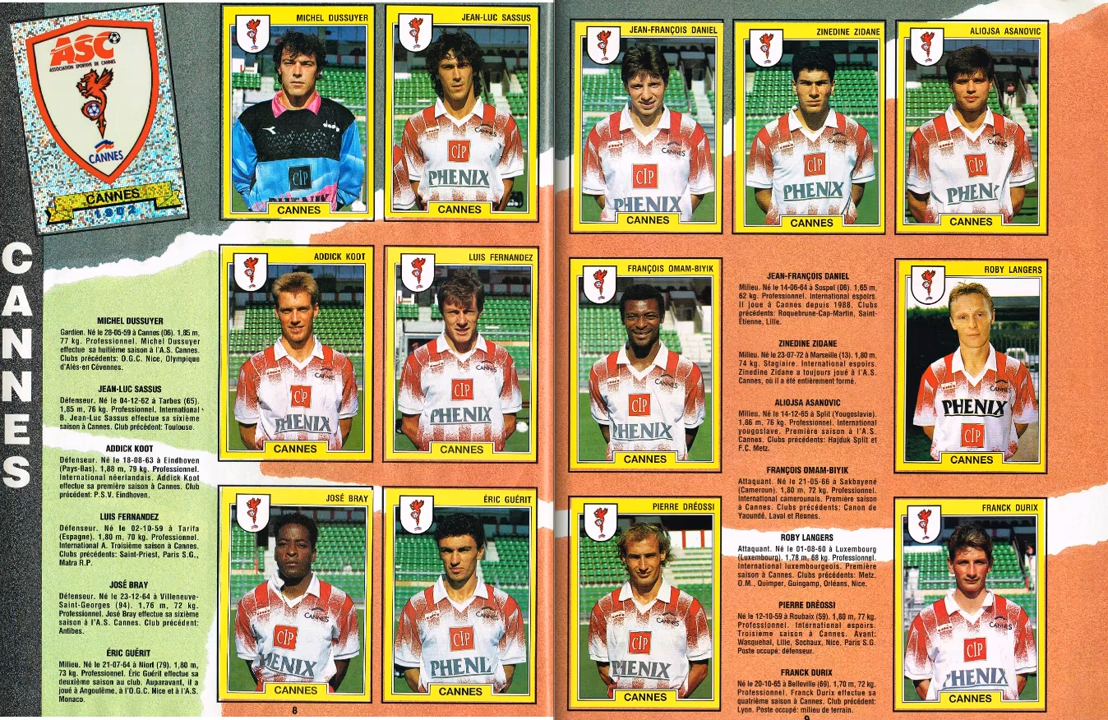 ASC
ASSOCIATION SPORTIVE DE CANNES
CANNES
CANNES
1992
CANNES
MICHEL DUSSUYER
CANNES
JEAN-LUC SASSUS
CIP
PHENIX
CANNES
ADDICK KOOT
CIP
PHENIX
CANNES
LUIS FERNANDEZ
CIP
PHENIX
CANNES
JOSÉ BRAY
CIP
CANNES
ÉRIC GUÉRIT
CIP
CANNES
MICHEL DUSSUYER
Gardien. Né le 28-05-59 à Cannes (06). 1,85 m,
77 kg. Professionnel. Michel Dussuyer
effectue sa huitième saison à l'A.S. Cannes.
Clubs précédents: O.G.C. Nice, Olympique
d'Alès-en Cévennes.
JEAN-LUC SASSUS
Défenseur. Né le 04-12-62 à Tarbes (65).
1,85 m, 76 kg. Professionnel. International
B. Jean-Luc Sassus effectue sa sixième
saison à Cannes. Club précédent: Toulouse.
ADDICK KOOT
Défenseur. Né le 18-08-63 à Eindhoven
(Pays-Bas). 1,88 m, 79 kg. Professionnel.
International néerlandais. Addick Koot
effectue sa première saison à Cannes. Club
précédent: P.S.V. Eindhoven.
LUIS FERNANDEZ
Défenseur. Né le 02-10-59 à Tarifa
(Espagne). 1,80 m, 70 kg. Professionnel.
International A. Troisième saison à Cannes.
Clubs précédents: Saint-Priest, Paris S.G.,
Matra R.P.
JOSÉ BRAY
Défenseur. Né le 23-12-64 à Villeneuve-
Saint-Georges (94). 1,76 m, 72 kg.
Professionnel. José Bray effectue sa sixième
saison à l'A.S. Cannes. Club précédent:
Antibes.
ÉRIC GUÉRIT
Milieu. Né le 21-07-64 à Niort (79). 1,80 m,
73 kg. Professionnel. Éric Guérit effectue sa
deuxième saison au club. Auparavant, il a
joué à Angoulême, à l'O.G.C. Nice et à l'A.S.
Monaco.
8
JEAN-FRANÇOIS DANIEL
CIP
PHENIX
CANNES
ZINEDINE ZIDANE
CIP
PHENIX
CANNES
ALIOJSA ASANOVIC
CIP
CANNES
FRANÇOIS OMAM-BIYIK
CIP
PHENIX
CANNES
ROBY LANGERS
PHENIX
CIP
CANNES
PIERRE DRÉOSSI
CIP
PHENIX
CANNES
FRANCK DURIX
CIP
PHENIX
CANNES
JEAN-FRANÇOIS DANIEL
Milieu. Né le 14-06-64 à Sospel (06). 1,65 m,
62 kg. Professionnel. International espoirs.
Il joue à Cannes depuis 1988. Clubs
précédents: Roquebrune-Cap-Martin, Saint-
Étienne, Lille.
ZINEDINE ZIDANE
Milieu. Né le 23-07-72 à Marseille (13). 1,80 m,
74 kg. Stagiaire. International espoirs.
Zinedine Zidane a toujours joué à l'A.S.
Cannes, où il a été entièrement formé.
ALIOJSA ASANOVIC
Milieu. Né le 14-12-65 à Split (Yougoslavie).
1,86 m, 76 kg. Professionnel. International
yougoslave. Première saison à l'A.S.
Cannes. Clubs précédents: Hajduk Split et
F.C. Metz.
FRANÇOIS OMAM-BIYIK
Attaquant. Né le 21-05-66 à Sakbayené
(Cameroun). 1,80 m, 72 kg. Professionnel.
International camerounais. Première saison
à Cannes. Clubs précédents: Canon de
Yaoundé, Laval et Rennes.
ROBY LANGERS
Attaquant. Né le 01-08-60 à Luxembourg
(Luxembourg). 1,78 m, 68 kg. Professionnel.
International luxembourgeois. Première
saison à Cannes. Clubs précédents: Metz,
O.M., Quimper, Guingamp, Orléans, Nice.
PIERRE DRÉOSSI
Né le 12-10-59 à Roubaix (59). 1,80 m, 77 kg.
Professionnel. International espoirs.
Troisième saison à Cannes. Avant:
Wasquehal, Lille, Sochaux, Nice, Paris S.G.
Poste occupé: défenseur.
FRANCK DURIX
Né le 20-10-65 à Belleville (69). 1,70 m, 72 kg.
Professionnel. Franck Durix effectue sa
quatrième saison à Cannes. Club précédent:
Lyon. Poste occupé: milieu de terrain.
9